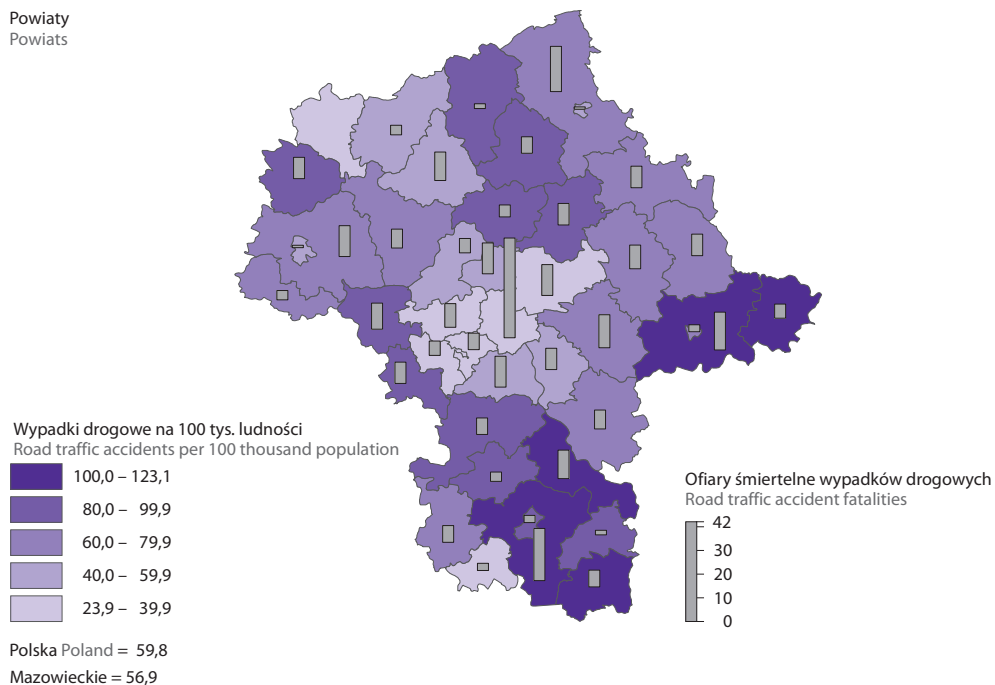 Powiaty
Powiats
Wypadki drogowe na 100 tys. ludności
Road traffic accidents per 100 thousand population
100,0 – 123,1
80,0 – 99,9
60,0 – 79,9
40,0 – 59,9
23,9 – 39,9
Polska Poland = 59,8
Mazowieckie = 56,9
Ofiary śmiertelne wypadków drogowych
Road traffic accident fatalities
42
30
20
10
0